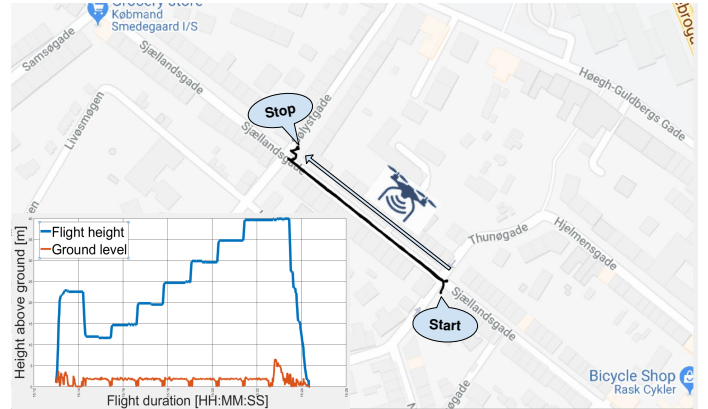 Grocery store
Købmand
Smedegaard I/S
Samsøgade
Sjællandsgade
Livøsmøgen
Høegh-Guldbergs Gade
Stop
Sjællandsgade
Thunøgade
Hjelmensgade
Sjællandsgade
Start
Bicycle Shop
Rask Cykler
Flight height
Ground level
Height above ground [m]
Flight duration [HH:MM:SS]